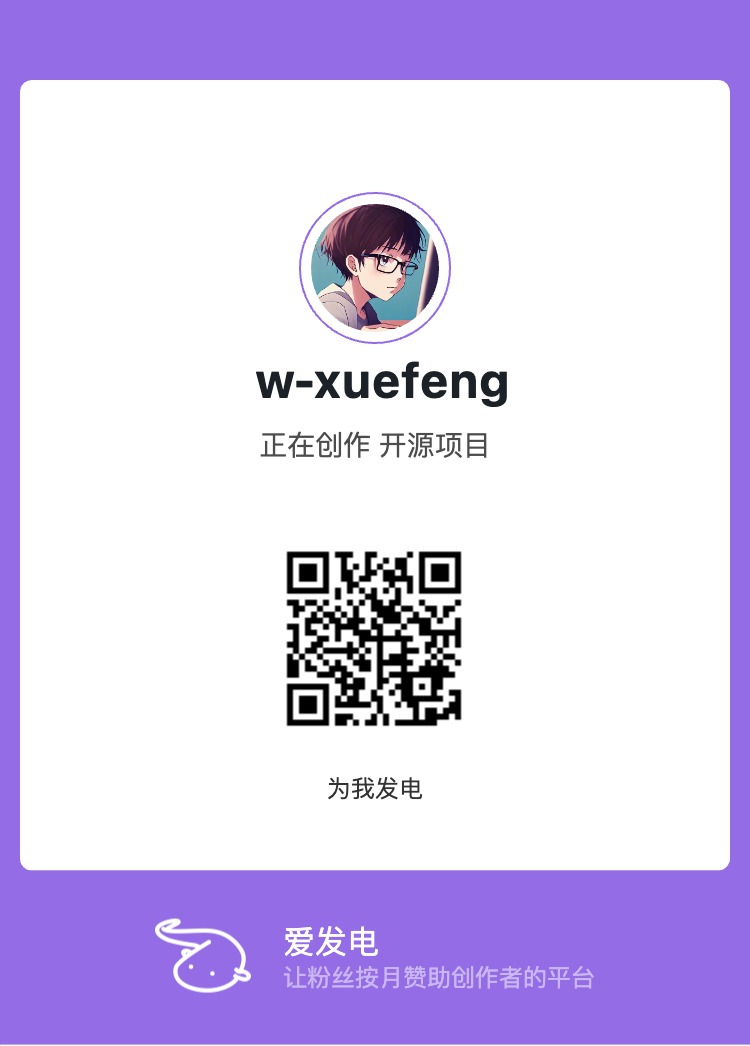 w-xuefeng
正在创作 开源项目
为我发电
爱发电
让粉丝按月赞助创作者的平台